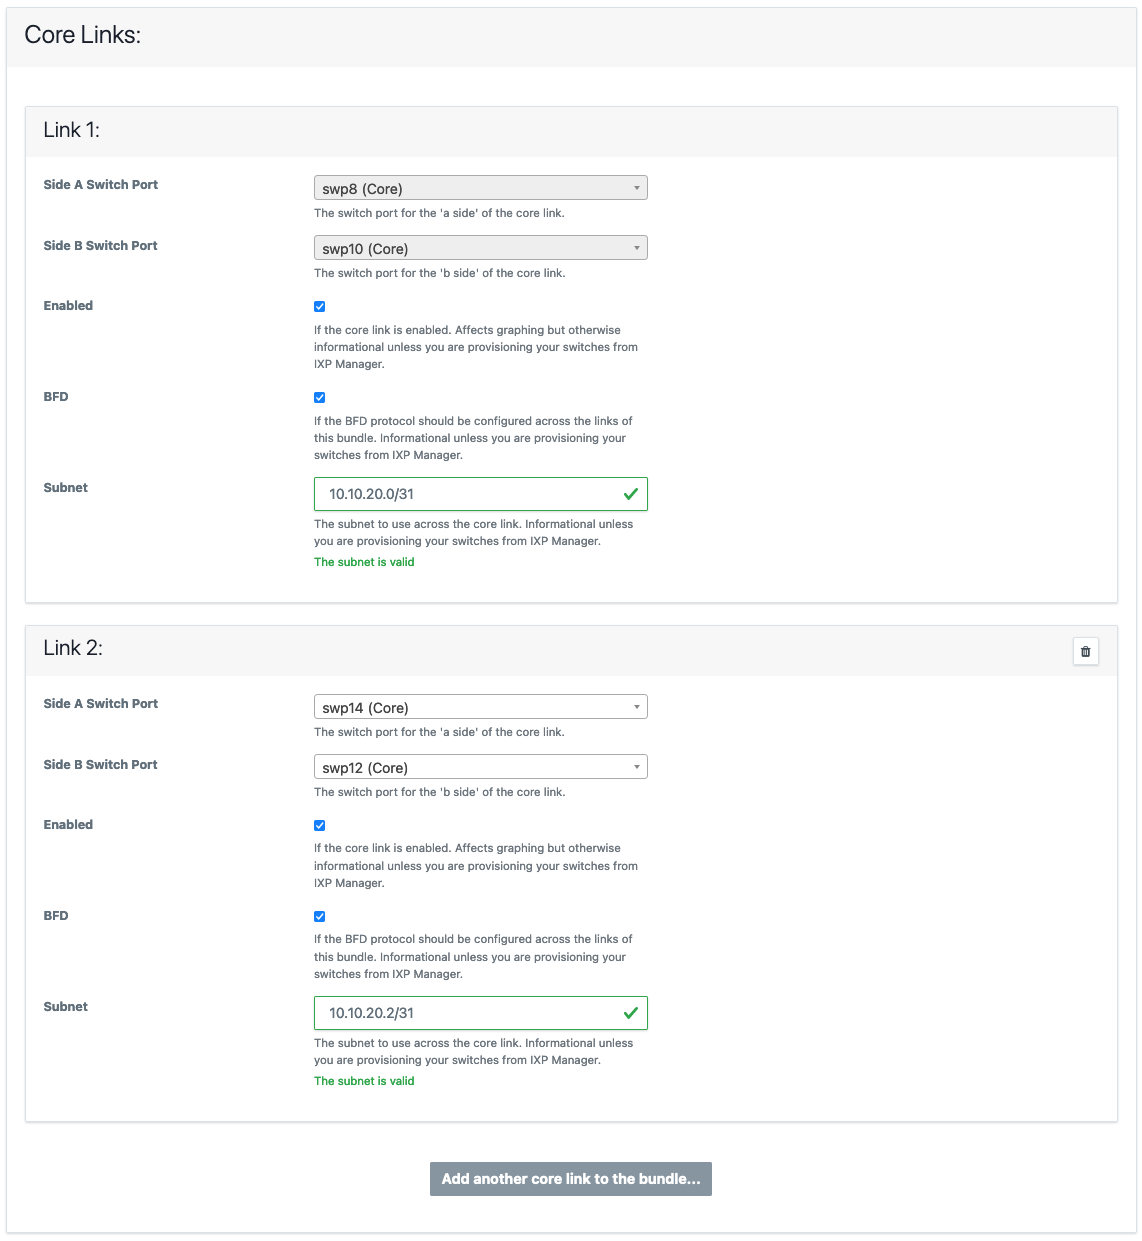 Core Links:
Link 1:
Side A Switch Port
swp8 (Core)
The switch port for the 'a side' of the core link.
Side B Switch Port
swp10 (Core)
The switch port for the 'b side' of the core link.
Enabled
If the core link is enabled. Affects graphing but otherwise
informational unless you are provisioning your switches from
IXP Manager.
BFD
If the BFD protocol should be configured across the links of
this bundle. Informational unless you are provisioning your
switches from IXP Manager.
Subnet
10.10.20.0/31
The subnet to use across the core link. Informational unless
you are provisioning your switches from IXP Manager.
The subnet is valid
Link 2:
Side A Switch Port
swp14 (Core)
The switch port for the 'a side' of the core link.
Side B Switch Port
swp12 (Core)
The switch port for the 'b side' of the core link.
Enabled
If the core link is enabled. Affects graphing but otherwise
informational unless you are provisioning your switches from
IXP Manager.
BFD
If the BFD protocol should be configured across the links of
this bundle. Informational unless you are provisioning your
switches from IXP Manager.
Subnet
10.10.20.2/31
The subnet to use across the core link. Informational unless
you are provisioning your switches from IXP Manager.
The subnet is valid
Add another core link to the bundle...